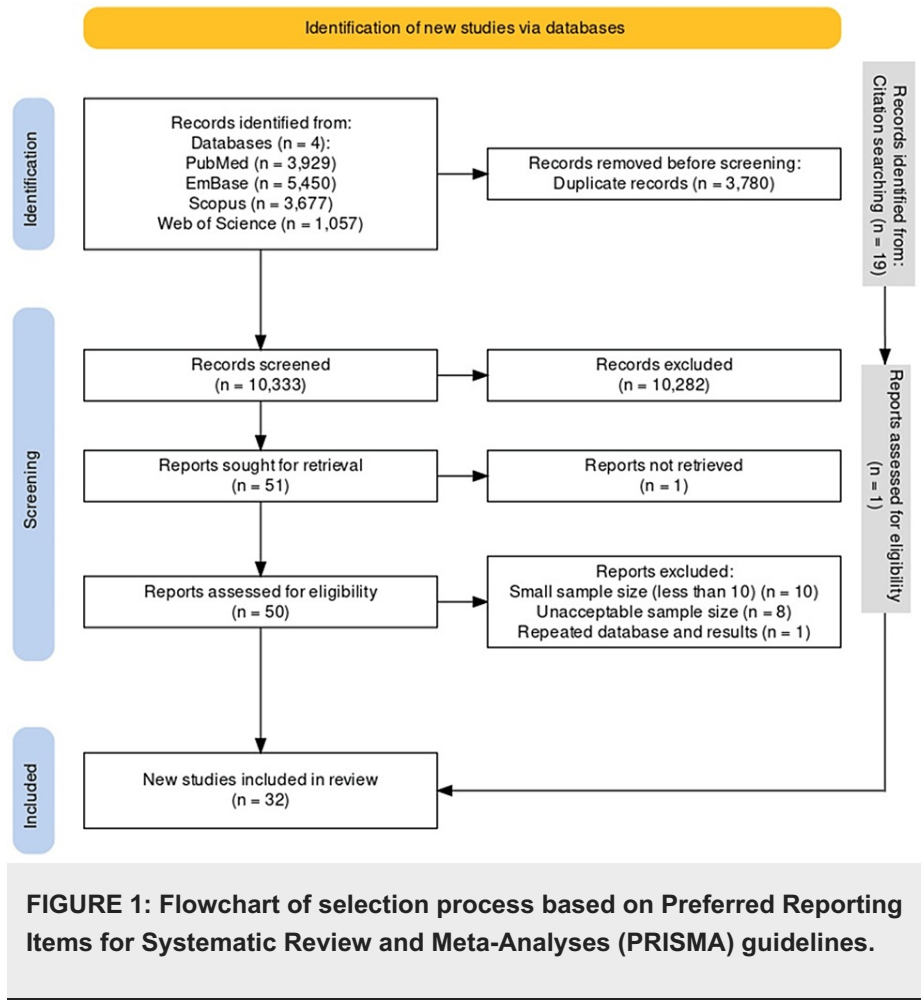 Identification of new studies via databases
Identification
Records identified from:
Databases (n = 4):
PubMed (n = 3,929)
EmBase (n = 5,450)
Scopus (n = 3,677)
Web of Science (n = 1,057)
Records removed before screening:
Duplicate records (n = 3,780)
Records identified from:
Citation searching (n = 19)
Screening
Records screened
(n = 10,333)
Records excluded
(n = 10,282)
Reports sought for retrieval
(n = 51)
Reports not retrieved
(n = 1)
Reports assessed for eligibility
(n = 1)
Reports assessed for eligibility
(n = 50)
Reports excluded:
Small sample size (less than 10) (n = 10)
Unacceptable sample size (n = 8)
Repeated database and results (n = 1)
Included
New studies included in review
(n = 32)
FIGURE 1: Flowchart of selection process based on Preferred Reporting
Items for Systematic Review and Meta-Analyses (PRISMA) guidelines.